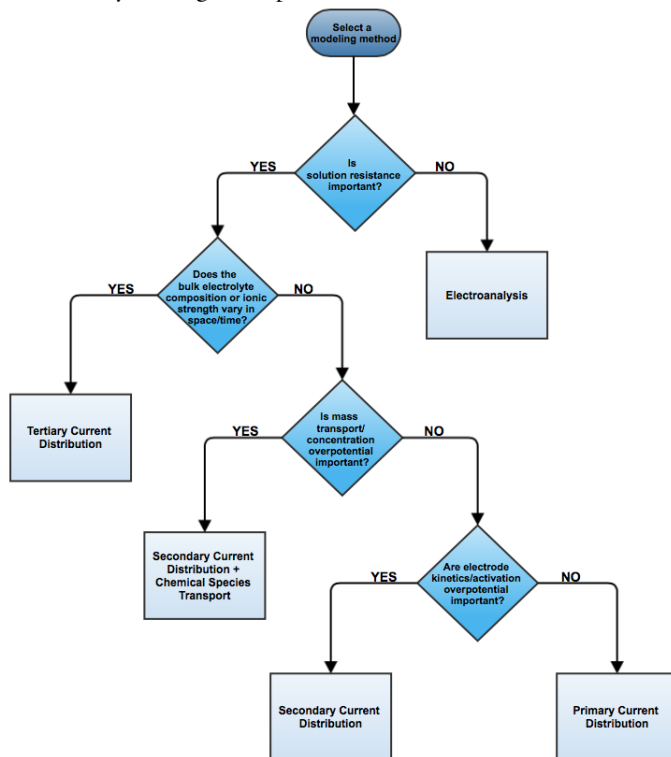 Select a
modeling method
Is
solution resistance
important?
YES
NO
Does the
bulk electrolyte
composition or ionic
strength vary in
space/time?
YES
NO
Electroanalysis
Tertiary Current
Distribution
Is mass
transport/
concentration
overpotential
important?
YES
NO
Secondary Current
Distribution +
Chemical Species
Transport
Are electrode
kinetics/activation
overpotential
important?
YES
NO
Secondary Current
Distribution
Primary Current
Distribution